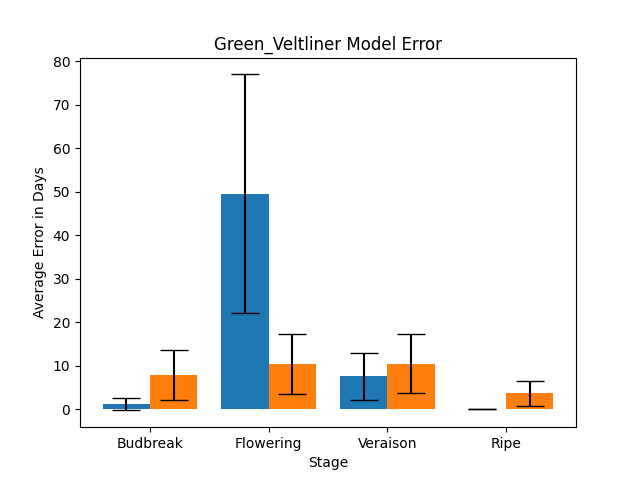 Green_Veltliner Model Error
80
70
60
50
40
30
20
10
0
Average Error in Days
Budbreak Flowering Veraison Ripe
Stage